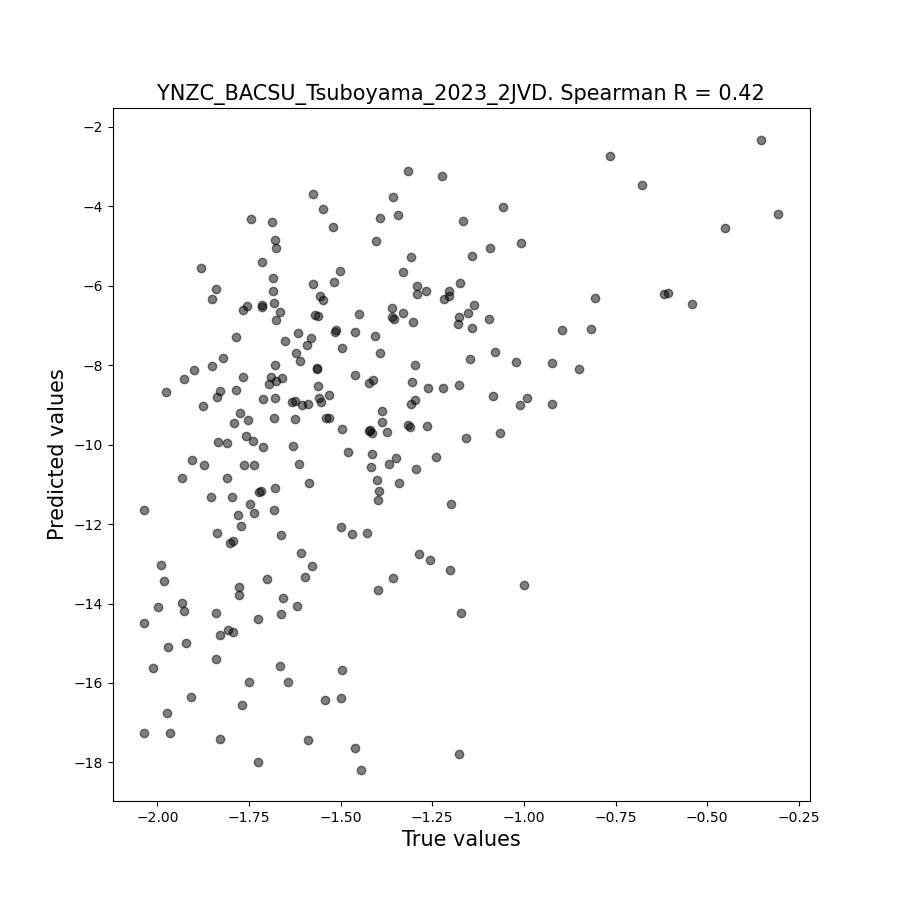 YNZC_BACSU_Tsuboyama_2023_2JVD. Spearman R = 0.42
−2
−4
−6
−8
−10
−12
−14
−16
−18
Predicted values
−2.00 −1.75 −1.50 −1.25 −1.00 −0.75 −0.50 −0.25
True values